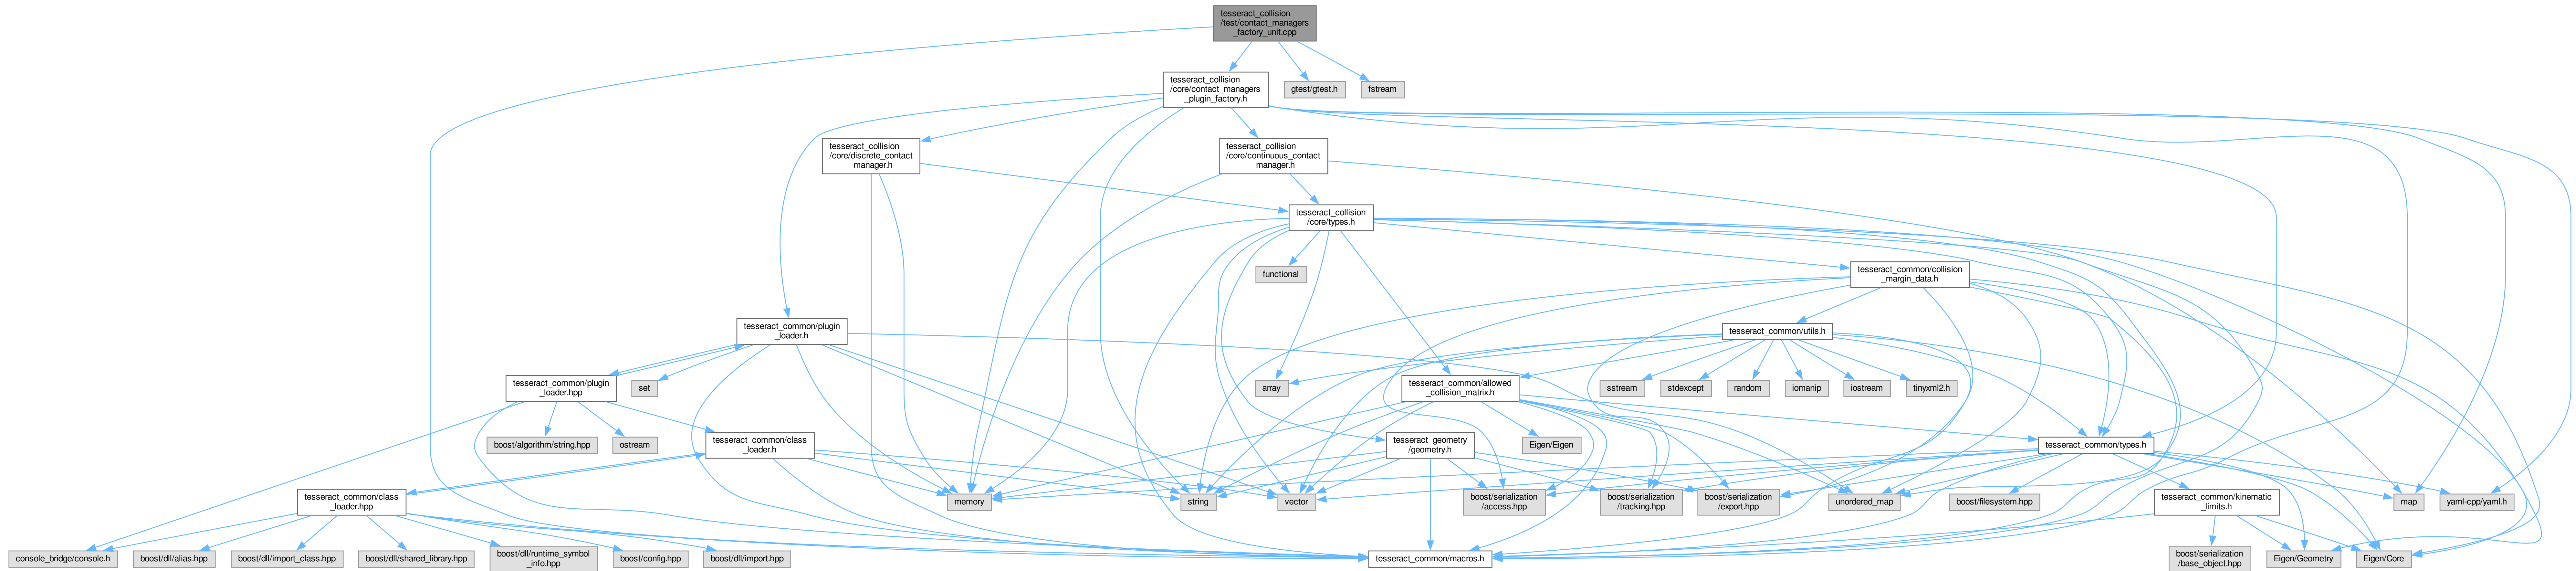 tesseract_collision
/test/contact_managers
_factory_unit.cpp
tesseract_collision
/core/contact_managers
_plugin_factory.h
gtest/gtest.h
fstream
tesseract_collision
/core/discrete_contact
_manager.h
tesseract_collision
/core/continuous_contact
_manager.h
tesseract_collision
/core/types.h
functional
tesseract_common/collision
_margin_data.h
tesseract_common/plugin
_loader.h
tesseract_common/utils.h
tesseract_common/plugin
_loader.hpp
set
array
tesseract_common/allowed
_collision_matrix.h
sstream
stdexcept
random
iomanip
iostream
tinyxml2.h
boost/algorithm/string.hpp
ostream
tesseract_common/class
_loader.h
Eigen/Eigen
tesseract_geometry
/geometry.h
tesseract_common/types.h
tesseract_common/class
_loader.hpp
memory
string
vector
boost/serialization
/access.hpp
boost/serialization
/tracking.hpp
boost/serialization
/export.hpp
unordered_map
boost/filesystem.hpp
tesseract_common/kinematic
_limits.h
map
yaml-cpp/yaml.h
console_bridge/console.h
boost/dll/alias.hpp
boost/dll/import_class.hpp
boost/dll/shared_library.hpp
boost/dll/runtime_symbol
_info.hpp
boost/config.hpp
boost/dll/import.hpp
tesseract_common/macros.h
boost/serialization
/base_object.hpp
Eigen/Geometry
Eigen/Core